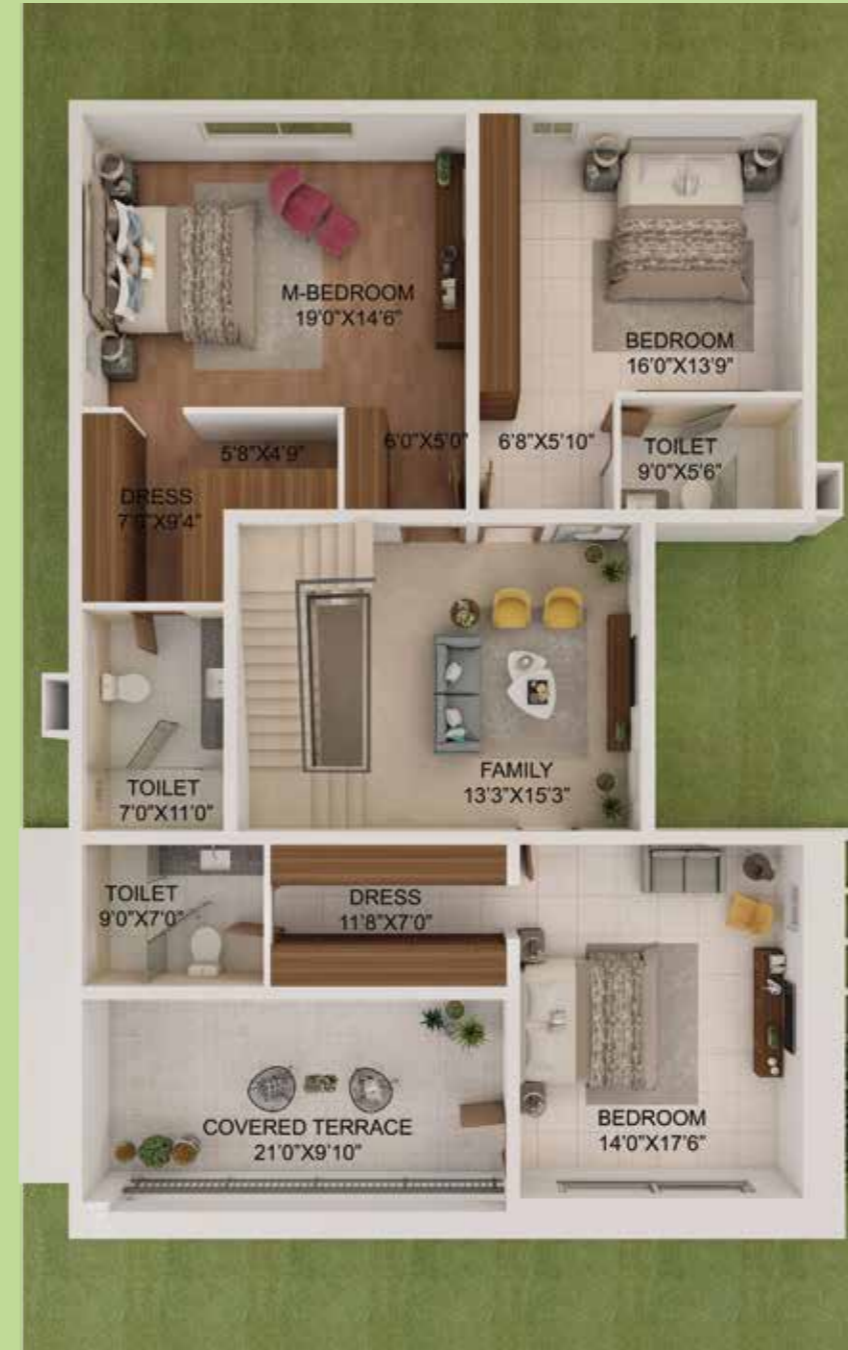 M-BEDROOM
19'0"X14'6"
BEDROOM
16'0"X13'9"
5'8"X4'9"
6'0"X5'0"
6'8"X5'10"
TOILET
9'0"X5'6"
DRESS
TOILET
7'0"X11'0"
FAMILY
13'3"X15'3"
TOILET
9'0"X7'0"
DRESS
11'8"X7'0"
COVERED TERRACE
21'0"X9'10"
BEDROOM
14'0"X17'6"